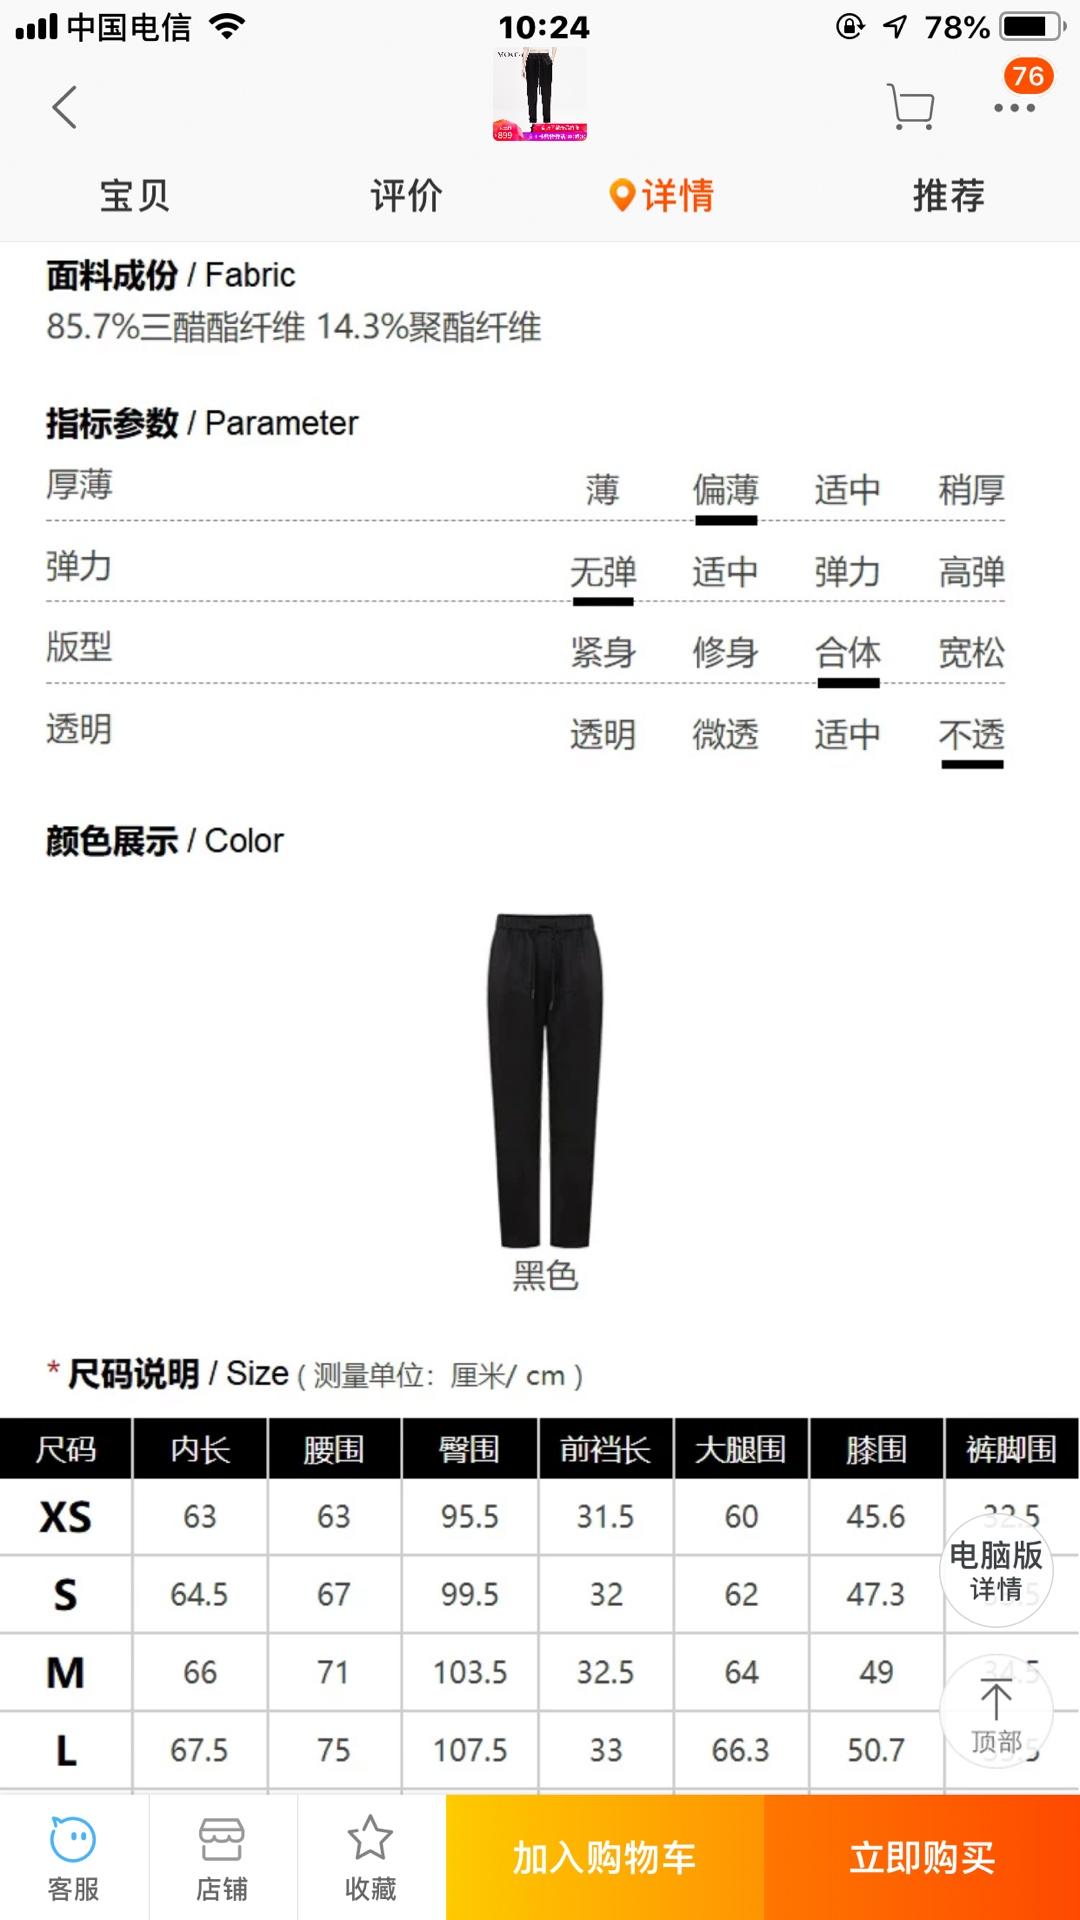 中国电信 10:24 78%
76
899
宝贝 评价 详情 推荐
面料成份 / Fabric
85.7%三醋酯纤维 14.3%聚酯纤维
指标参数 / Parameter
厚薄 薄 偏薄 适中 稍厚
弹力 无弹 适中 弹力 高弹
版型 紧身 修身 合体 宽松
透明 透明 微透 适中 不透
颜色展示 / Color
黑色
* 尺码说明 / Size ( 测量单位: 厘米/ cm )
尺码 内长 腰围 臀围 前裆长 大腿围 膝围 裤脚围
XS 63 63 95.5 31.5 60 45.6 32.5
电脑版
详情
S 64.5 67 99.5 32 62 47.3
M 66 71 103.5 32.5 64 49 34.5
顶部
L 67.5 75 107.5 33 66.3 50.7
客服 店铺 收藏 加入购物车 立即购买